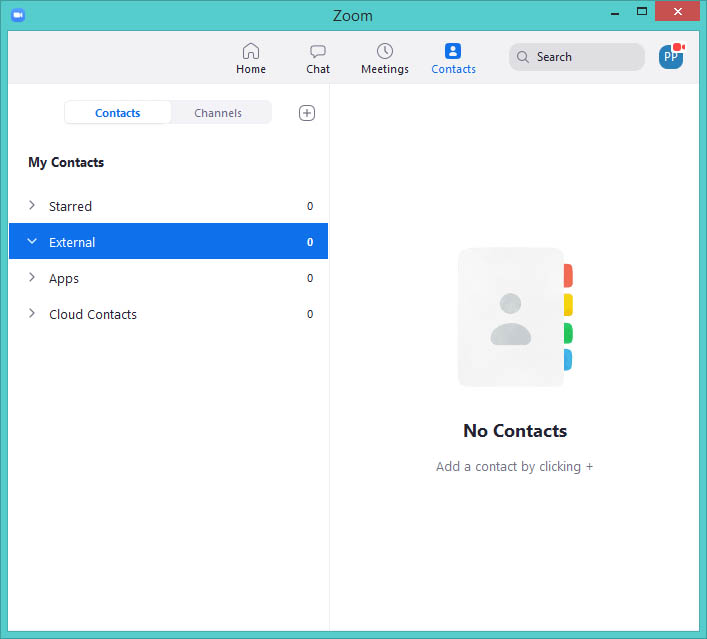 Zoom
Home Chat Meetings Contacts Search PP
Contacts Channels
My Contacts
Starred 0
External 0
Apps 0
Cloud Contacts 0
No Contacts
Add a contact by clicking +